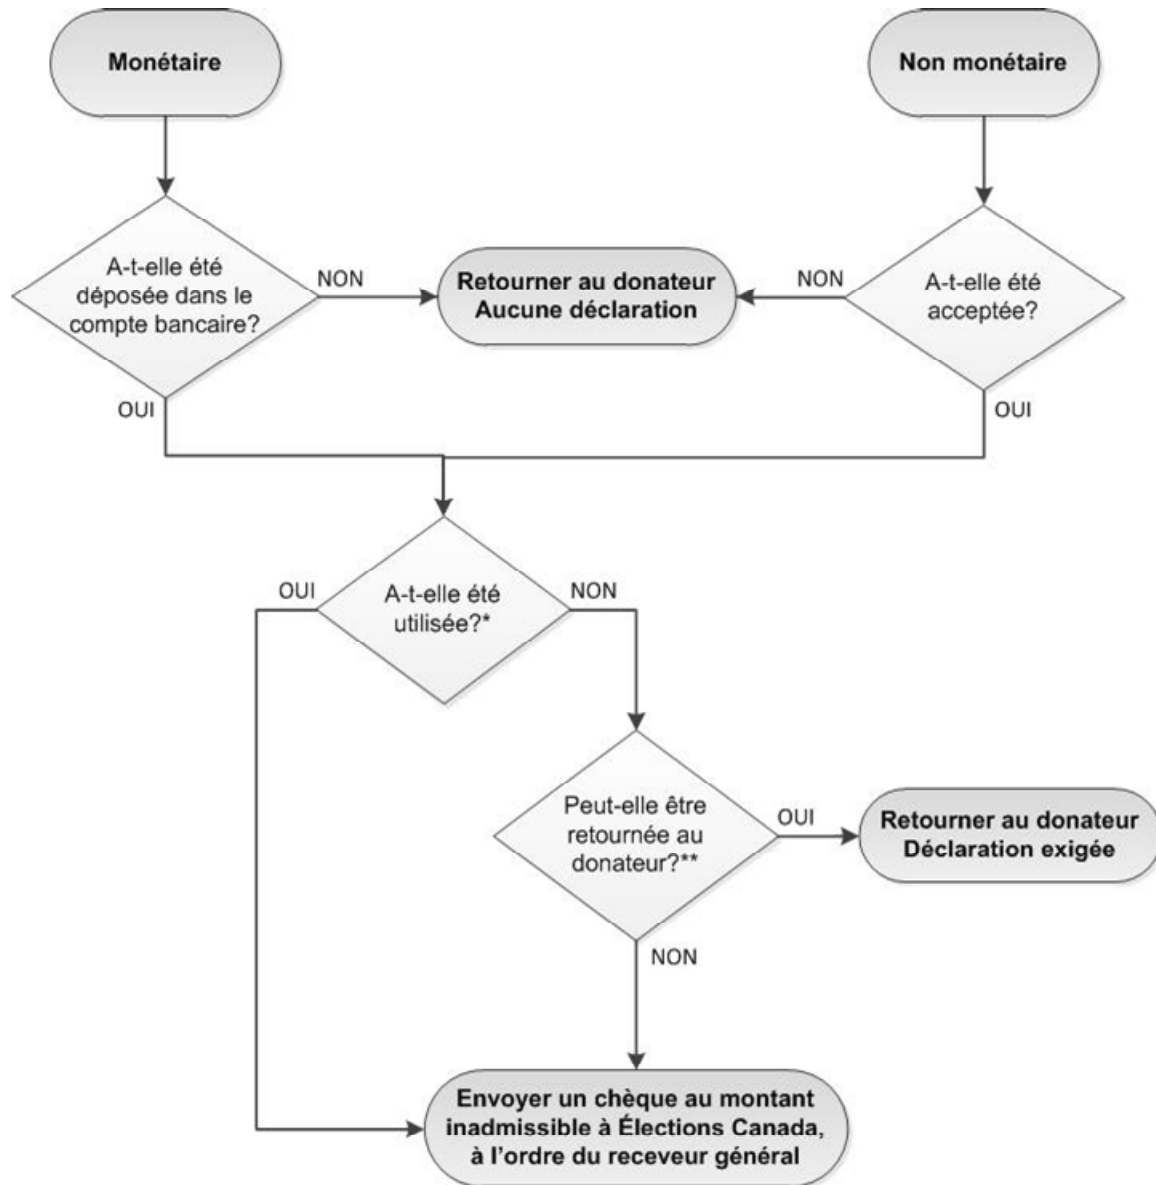 Monétaire
Non monétaire
A-t-elle été
déposée dans le
compte bancaire?
NON
Retourner au donateur
Aucune déclaration
NON
A-t-elle été
acceptée?
OUI
OUI
OUI
A-t-elle été
utilisée?*
NON
Peut-elle être
retournée au
donateur?**
OUI
Retourner au donateur
Déclaration exigée
NON
Envoyer un chèque au montant
inadmissible à Élections Canada,
à l'ordre du receveur général